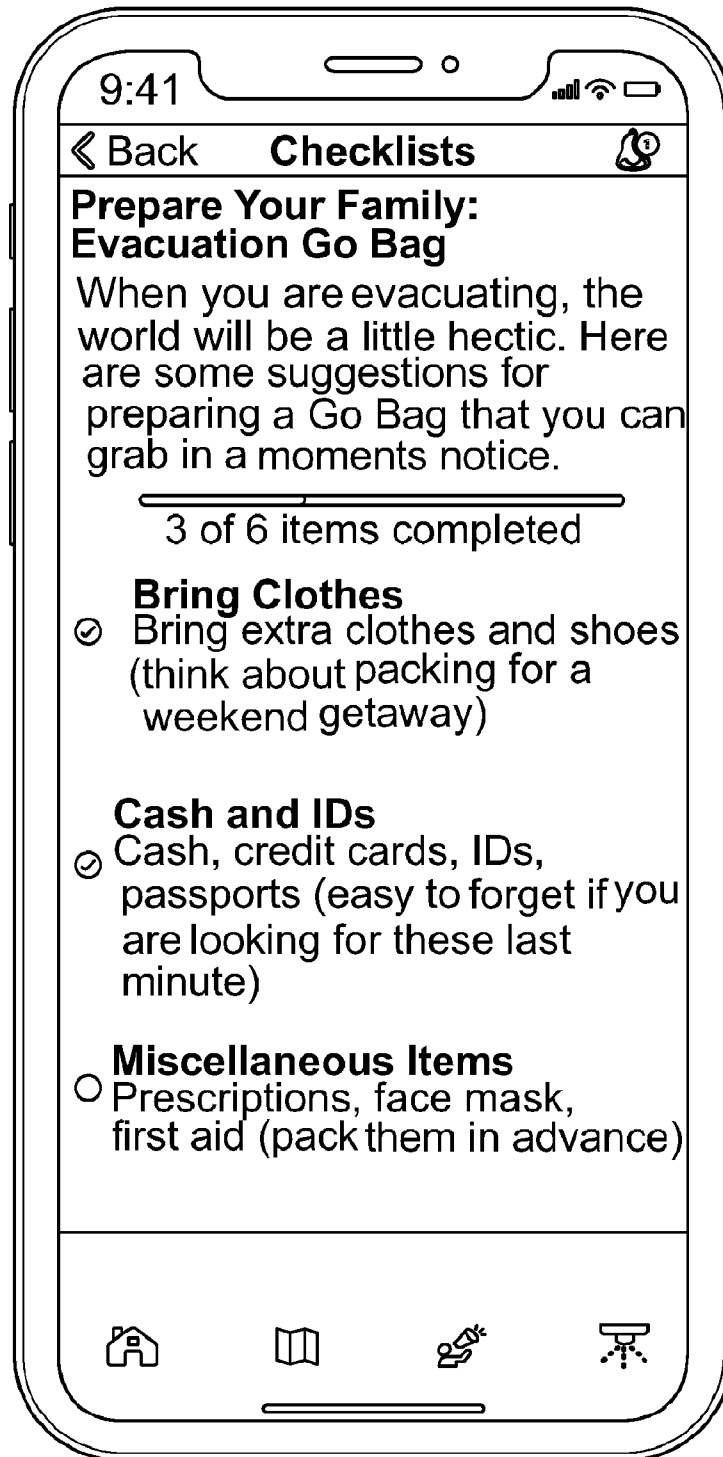 9:41
Back Checklists 1
Prepare Your Family:
Evacuation Go Bag
When you are evacuating, the
world will be a little hectic. Here
are some suggestions for
preparing a Go Bag that you can
grab in a moments notice.
3 of 6 items completed
Bring Clothes
Bring extra clothes and shoes
(think about packing for a
weekend getaway)
Cash and IDs
Cash, credit cards, IDs,
passports (easy to forget if you
are looking for these last
minute)
Miscellaneous Items
Prescriptions, face mask,
first aid (pack them in advance)